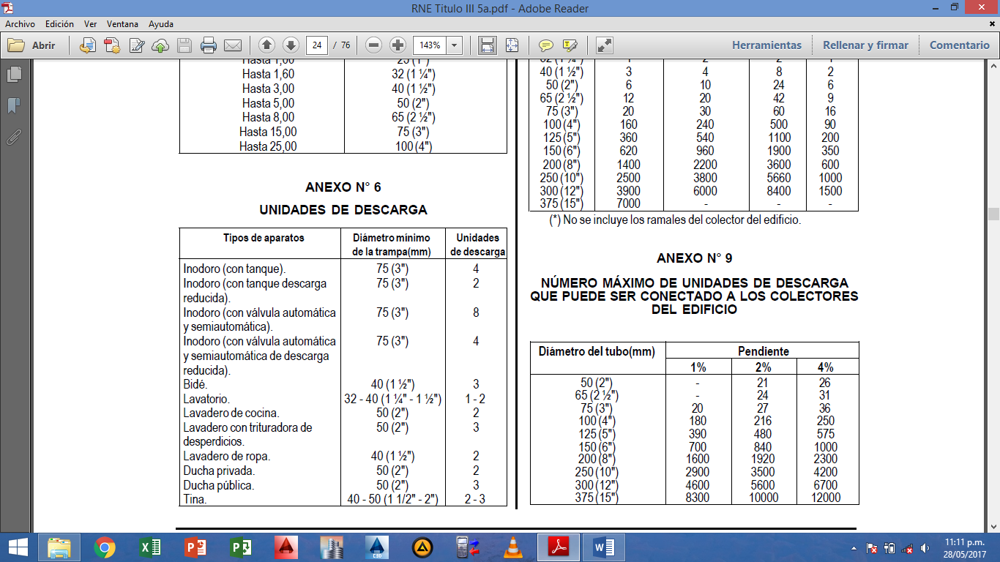 RNE Titulo III 5a.pdf - Adobe Reader
Archivo Edición Ver Ventana Ayuda
Abrir 24 / 76 143% Herramientas Rellenar y firmar Comentario
Hasta 1,60 32 (1 ¼")
Hasta 3,00 40 (1 ½")
Hasta 5,00 50 (2")
Hasta 8,00 65 (2 ½")
Hasta 15,00 75 (3")
Hasta 25,00 100 (4")
ANEXO N° 6
UNIDADES DE DESCARGA
Tipos de aparatos Diámetro mínimo Unidades
de la trampa(mm) de descarga
Inodoro (con tanque). 75 (3") 4
Inodoro (con tanque descarga 75 (3") 2
reducida).
Inodoro (con válvula automática 75 (3") 8
y semiautomática).
Inodoro (con válvula automática 75 (3") 4
y semiautomática de descarga
reducida).
Bidé. 40 (1 ½") 3
Lavatorio. 32 - 40 (1 ¼" - 1 ½") 1 - 2
Lavadero de cocina. 50 (2") 2
Lavadero con trituradora de 50 (2") 3
desperdicios.
Lavadero de ropa. 40 (1 ½") 2
Ducha privada. 50 (2") 2
Ducha pública. 50 (2") 3
Tina. 40 - 50 (1 1/2" - 2") 2 - 3
40 (1 ½") 3 4 8 2
50 (2") 6 10 24 6
65 (2 ½") 12 20 42 9
75 (3") 20 30 60 16
100 (4") 160 240 500 90
125 (5") 360 540 1100 200
150 (6") 620 960 1900 350
200 (8") 1400 2200 3600 600
250 (10") 2500 3800 5660 1000
300 (12") 3900 6000 8400 1500
375 (15") 7000 - - -
(*) No se incluye los ramales del colector del edificio.
ANEXO N° 9
NÚMERO MÁXIMO DE UNIDADES DE DESCARGA
QUE PUEDE SER CONECTADO A LOS COLECTORES
DEL EDIFICIO
Diámetro del tubo(mm) Pendiente
1% 2% 4%
50 (2") - 21 26
65 (2 ½") - 24 31
75 (3") 20 27 36
100 (4") 180 216 250
125 (5") 390 480 575
150 (6") 700 840 1000
200 (8") 1600 1920 2300
250 (10") 2900 3500 4200
300 (12") 4600 5600 6700
375 (15") 8300 10000 12000
11:11 p.m.
28/05/2017